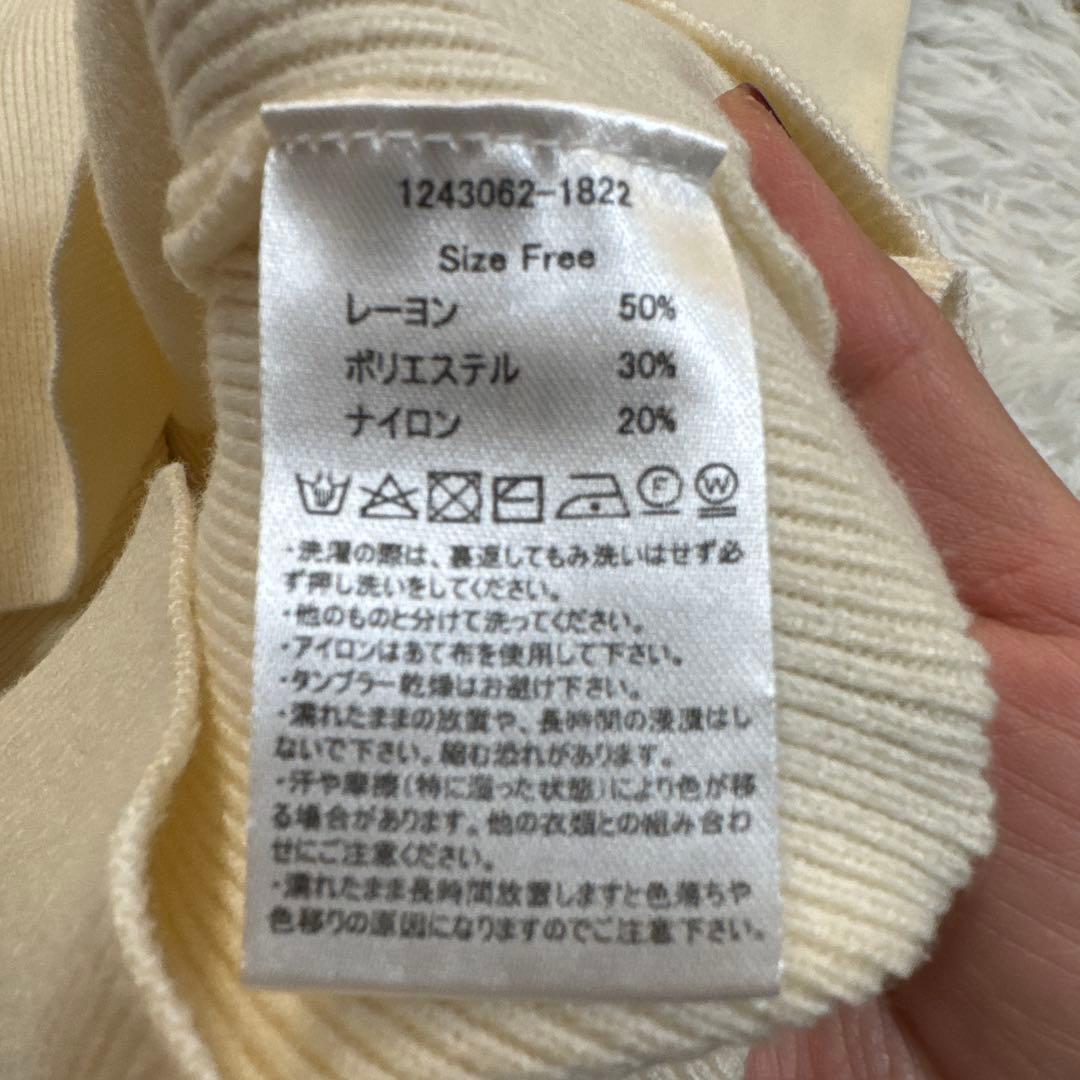 1243062-1822
Size Free
レーヨン 50%
ポリエステル 30%
ナイロン 20%
F W
・洗濯の際は、裏返してもみ洗いはせず必
ず押し洗いをしてください。
・他のものと分けて洗ってください。
・アイロンはあて布を使用して下さい。
・タンブラー乾燥はお避け下さい。
・濡れたままの放置や、長時間の浸漬はし
ないで下さい。縮む恐れがあります。
・汗や摩擦(特に湿った状態)により色が移
る場合があります。他の衣類との組み合わ
せにご注意ください。
・濡れたまま長時間放置しますと色落ちや
色移りの原因になりますのでご注意下さい。